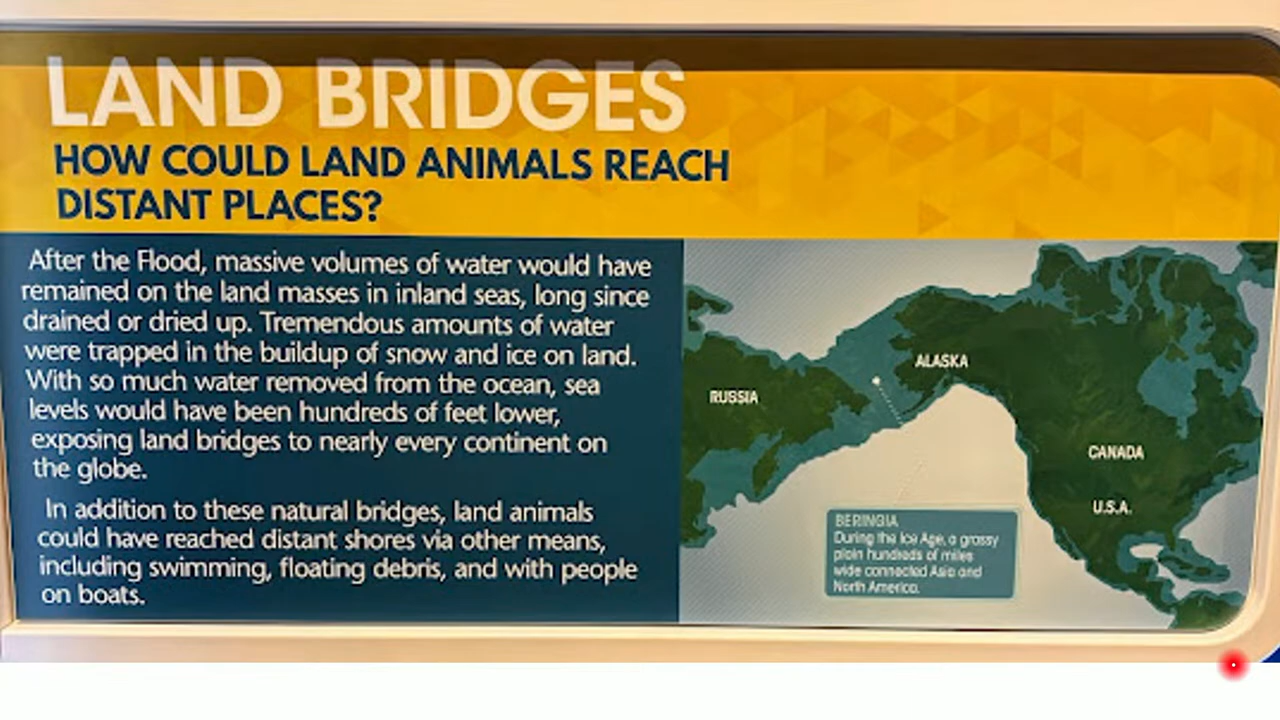 LAND BRIDGES
HOW COULD LAND ANIMALS REACH
DISTANT PLACES?
After the Flood, massive volumes of water would have
remained on the land masses in inland seas, long since
drained or dried up. Tremendous amounts of water
were trapped in the buildup of snow and ice on land.
With so much water removed from the ocean, sea
levels would have been hundreds of feet lower,
exposing land bridges to nearly every continent on
the globe.
In addition to these natural bridges, land animals
could have reached distant shores via other means,
including swimming, floating debris, and with people
on boats.
RUSSIA
ALASKA
CANADA
U.S.A.
BERINGIA
During the Ice Age, a grassy
plain hundreds of miles
wide connected Asia and
North America.